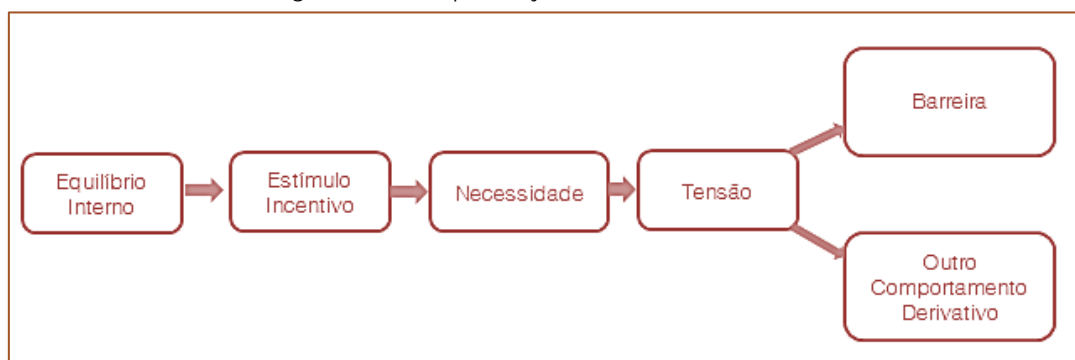 Barreira
Equilíbrio
Interno
Estímulo
Incentivo
Necessidade
Tensão
Outro
Comportamento
Derivativo